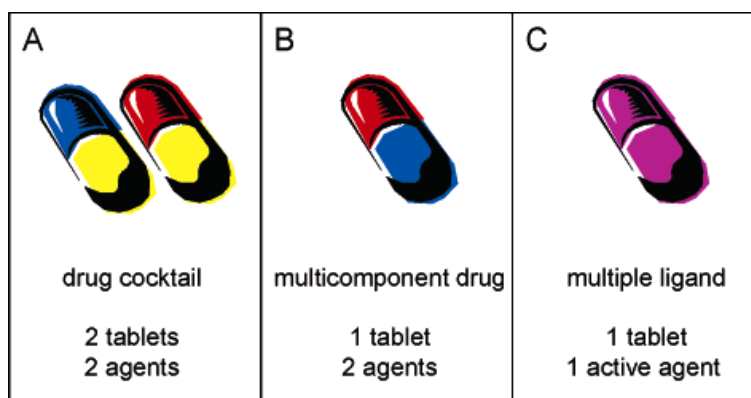 A
drug cocktail
2 tablets
2 agents
B
multicomponent drug
1 tablet
2 agents
C
multiple ligand
1 tablet
1 active agent